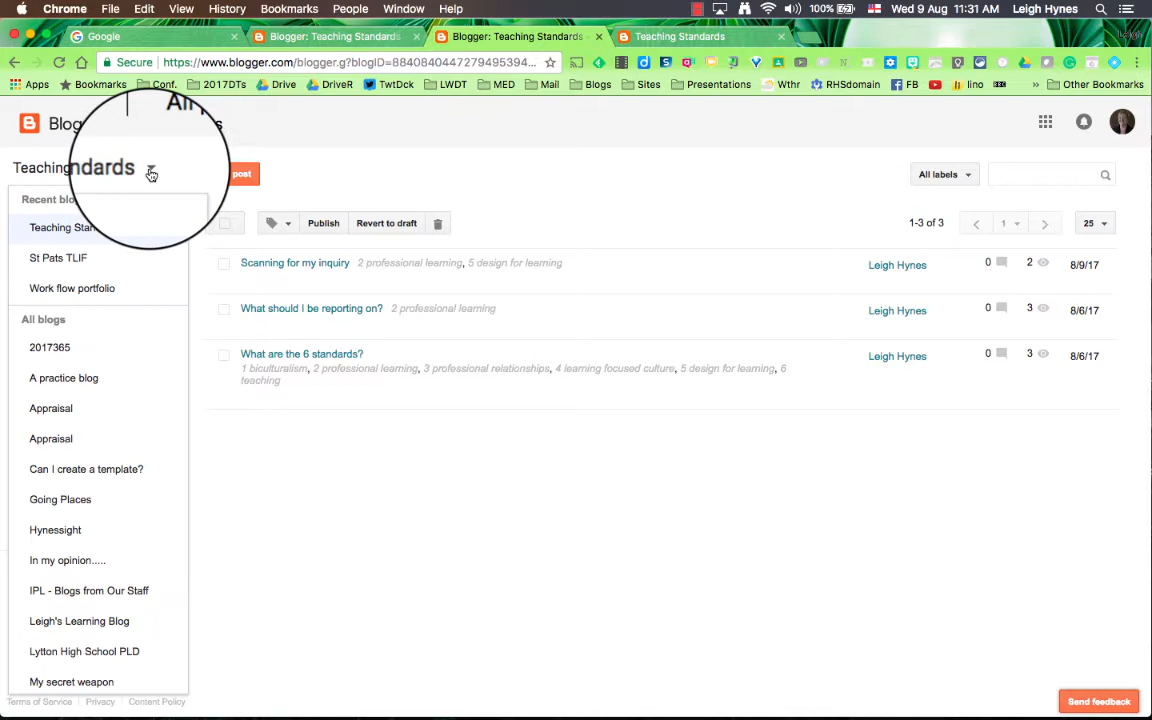 Chrome File Edit View History Bookmarks People Window Help 100% Wed 9 Aug 11:31 AM Leigh Hynes
Google Blogger: Teaching Standards Blogger: Teaching Standards - Teaching Standards Leigh
Secure https://www.blogger.com/blogger.g?blogID=8840840447279495394...
Apps Bookmarks Conf. 2017DTs Drive DriveR TwtDck LWDT MED Mail Blogs Sites Presentations Wthr RHSdomain FB lino » Other Bookmarks
Blog
Teaching ndards post All labels
Recent blo
Publish Revert to draft 1-3 of 3 1 25
Teaching Stan
Scanning for my inquiry 2 professional learning, 5 design for learning Leigh Hynes 0 2 8/9/17
St Pats TLIF
Work flow portfolio
What should I be reporting on? 2 professional learning Leigh Hynes 0 3 8/6/17
All blogs
2017365
What are the 6 standards? Leigh Hynes 0 3 8/6/17
1 biculturalism, 2 professional learning, 3 professional relationships, 4 learning focused culture, 5 design for learning, 6
teaching
A practice blog
Appraisal
Appraisal
Can I create a template?
Going Places
Hynessight
In my opinion.....
IPL - Blogs from Our Staff
Leigh's Learning Blog
Lytton High School PLD
My secret weapon
Terms of Service Privacy Content Policy Send feedback